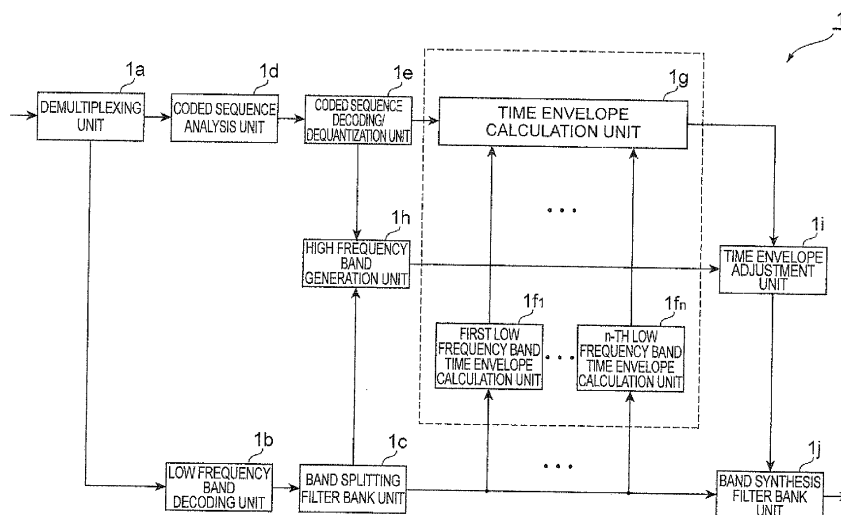 1
1a
DEMULTIPLEXING
UNIT
1d
CODED SEQUENCE
ANALYSIS UNIT
1e
CODED SEQUENCE
DECODING/
DEQUANTIZATION UNIT
1g
TIME ENVELOPE
CALCULATION UNIT
1h
HIGH FREQUENCY
BAND
GENERATION UNIT
1i
TIME ENVELOPE
ADJUSTMENT
UNIT
1f1
FIRST LOW
FREQUENCY BAND
TIME ENVELOPE
CALCULATION UNIT
1fn
n-TH LOW
FREQUENCY BAND
TIME ENVELOPE
CALCULATION UNIT
1b
LOW FREQUENCY
BAND
DECODING UNIT
1c
BAND SPLITTING
FILTER BANK UNIT
1j
BAND SYNTHESIS
FILTER BANK
UNIT